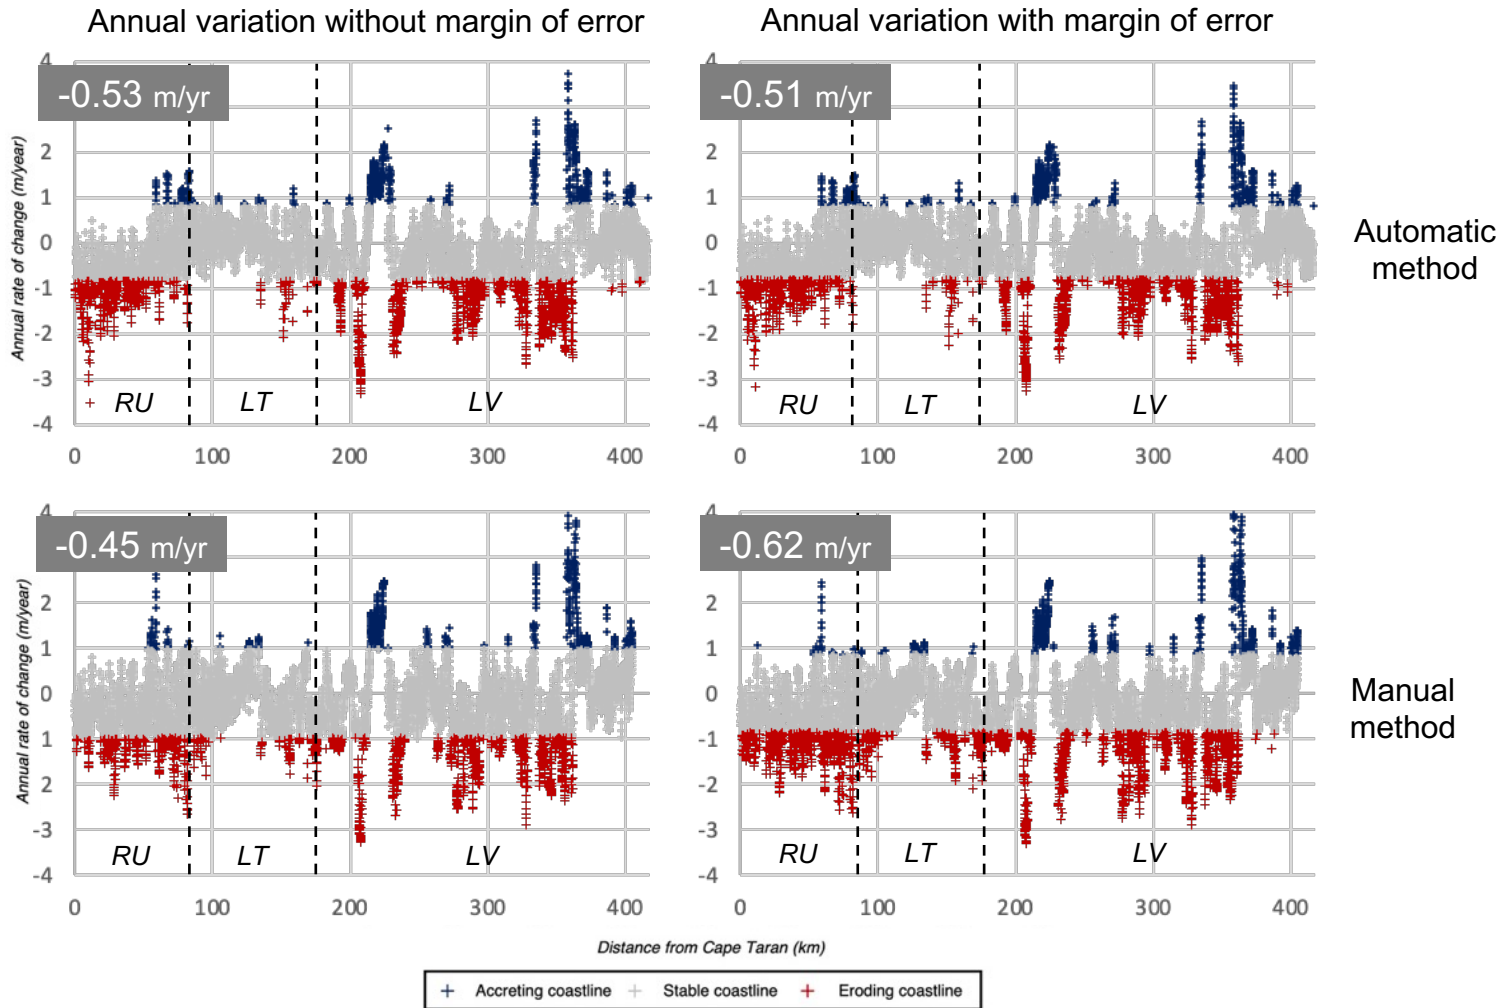 Annual variation without margin of error
Annual variation with margin of error
4
-0.53 m/yr
2
1
0
-1
-2
-3
-4
Annual rate of change (m/year)
RU
LT
LV
0
100
200
300
400
4
-0.51 m/yr
2
1
0
-1
-2
-3
-4
RU
LT
LV
0
100
200
300
400
Automatic
method
4
-0.45 m/yr
2
1
0
-1
-2
-3
-4
Annual rate of change (m/year)
RU
LT
LV
0
100
200
300
400
4
-0.62 m/yr
2
1
0
-1
-2
-3
-4
RU
LT
LV
0
100
200
300
400
Manual
method
Distance from Cape Taran (km)
+ Accreting coastline + Stable coastline + Eroding coastline